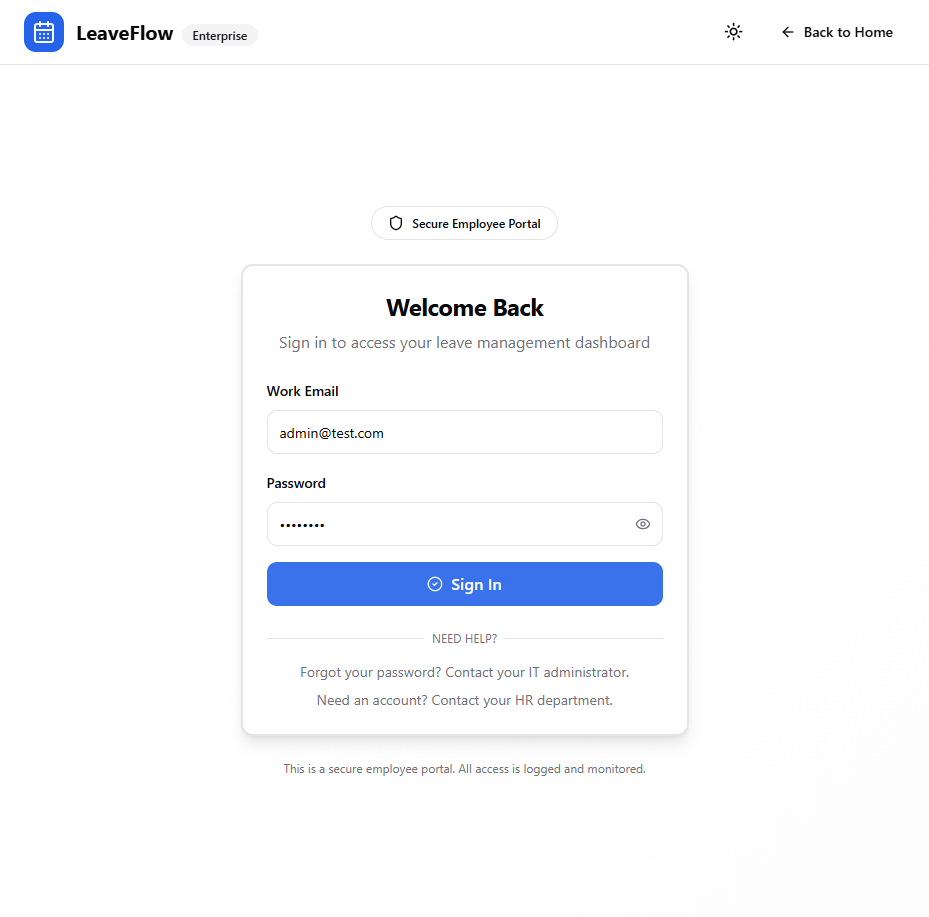 LeaveFlow Enterprise
Back to Home
Secure Employee Portal
Welcome Back
Sign in to access your leave management dashboard
Work Email
admin@test.com
Password
••••••••
Sign In
NEED HELP?
Forgot your password? Contact your IT administrator.
Need an account? Contact your HR department.
This is a secure employee portal. All access is logged and monitored.